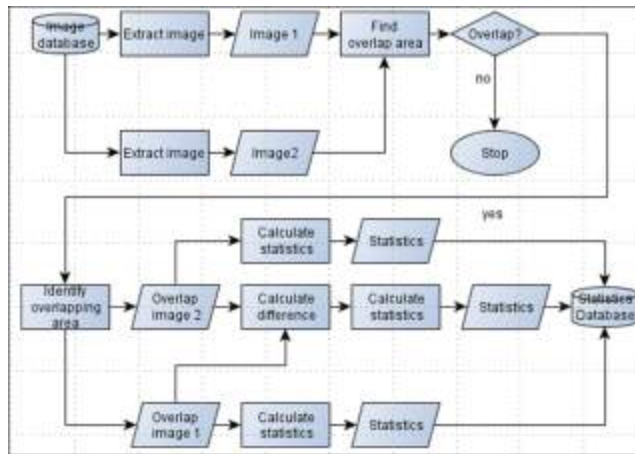 Image
database
Extract image
Image 1
Find
overlap area
Overlap?
no
Extract image
Image2
Stop
yes
Calculate
statistics
Statistics
Identify
overlapping
area
Overlap
image 2
Calculate
difference
Calculate
statistics
Statistics
Statistics
Database
Overlap
image 1
Calculate
statistics
Statistics